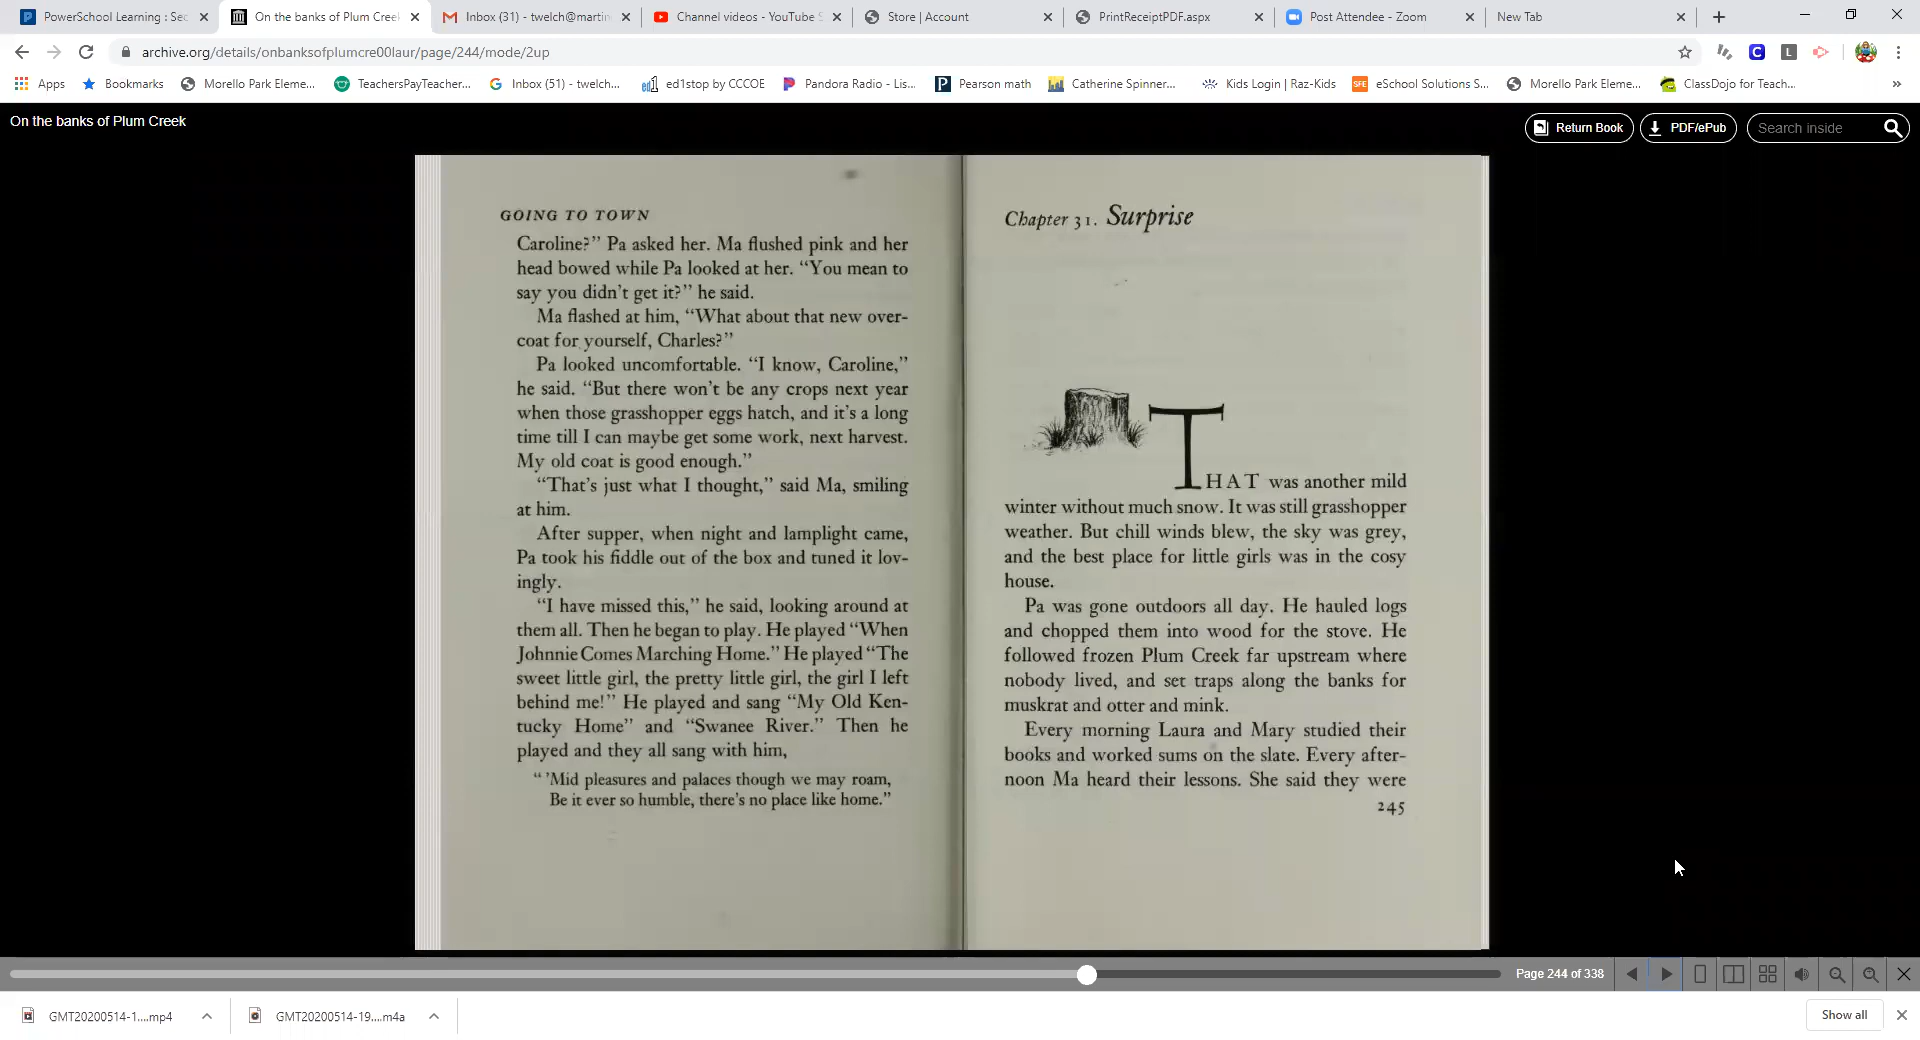 PowerSchool Learning : Sec
On the banks of Plum Creek
Inbox (31) - twelch@martin
Channel videos - YouTube S
Store | Account
PrintReceiptPDF.aspx
Post Attendee - Zoom
New Tab
archive.org/details/onbanksofplumcre00laur/page/244/mode/2up
Apps
Bookmarks
Morello Park Eleme...
TeachersPayTeacher...
Inbox (51) - twelch...
ed1stop by CCCOE
Pandora Radio - Lis...
Pearson math
Catherine Spinner...
Kids Login | Raz-Kids
eSchool Solutions S...
Morello Park Eleme...
ClassDojo for Teach...
On the banks of Plum Creek
Return Book
PDF/ePub
Search inside
GOING TO TOWN
Caroline?” Pa asked her. Ma flushed pink and her
head bowed while Pa looked at her. “You mean to
say you didn’t get it?” he said.
Ma flashed at him, “What about that new over-
coat for yourself, Charles?”
Pa looked uncomfortable. “I know, Caroline,”
he said. “But there won’t be any crops next year
when those grasshopper eggs hatch, and it’s a long
time till I can maybe get some work, next harvest.
My old coat is good enough.”
“That’s just what I thought,” said Ma, smiling
at him.
After supper, when night and lamplight came,
Pa took his fiddle out of the box and tuned it lov-
ingly.
“I have missed this,” he said, looking around at
them all. Then he began to play. He played “When
Johnnie Comes Marching Home.” He played “The
sweet little girl, the pretty little girl, the girl I left
behind me!” He played and sang “My Old Ken-
tucky Home” and “Swanee River.” Then he
played and they all sang with him,
“ ’Mid pleasures and palaces though we may roam,
Be it ever so humble, there’s no place like home.”
Chapter 31. Surprise
THAT was another mild
winter without much snow. It was still grasshopper
weather. But chill winds blew, the sky was grey,
and the best place for little girls was in the cosy
house.
Pa was gone outdoors all day. He hauled logs
and chopped them into wood for the stove. He
followed frozen Plum Creek far upstream where
nobody lived, and set traps along the banks for
muskrat and otter and mink.
Every morning Laura and Mary studied their
books and worked sums on the slate. Every after-
noon Ma heard their lessons. She said they were
245
Page 244 of 338
GMT20200514-1....mp4
GMT20200514-19....m4a
Show all